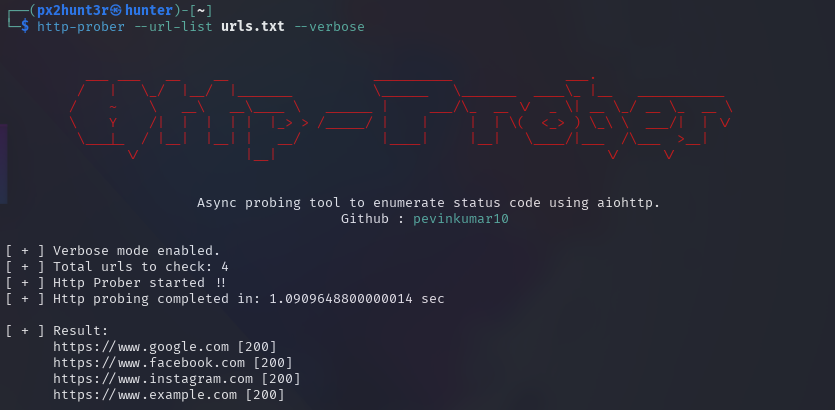 ┌──(px2hunt3r㉿hunter)-[~]
└─$ http-prober --url-list urls.txt --verbose
Http-Prober
Async probing tool to enumerate status code using aiohttp.
Github : pevinkumar10
[ + ] Verbose mode enabled.
[ + ] Total urls to check: 4
[ + ] Http Prober started !!
[ + ] Http probing completed in: 1.0909648800000014 sec
[ + ] Result:
https://www.google.com [200]
https://www.facebook.com [200]
https://www.instagram.com [200]
https://www.example.com [200]